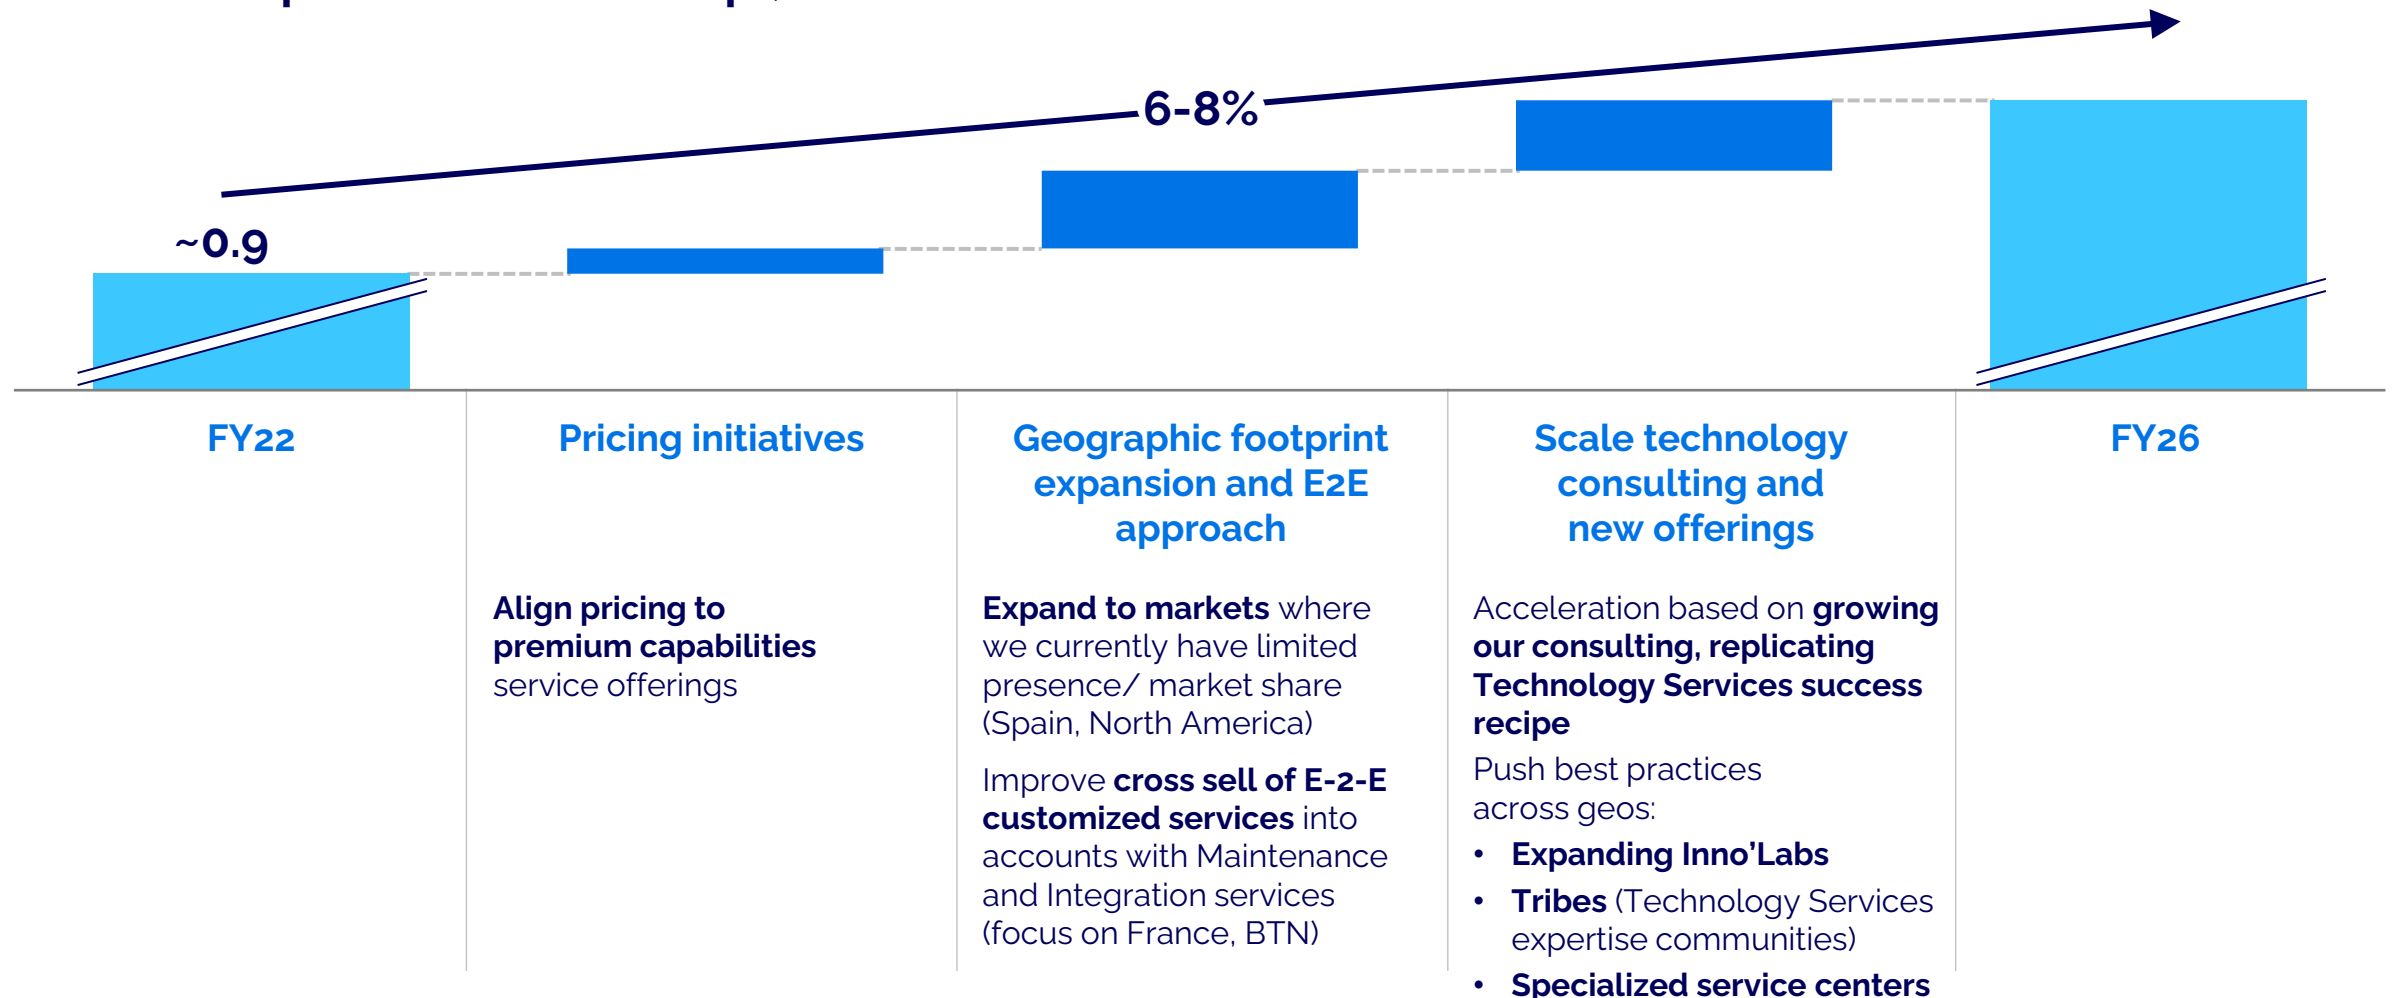 6-8%
~0.9
FY22
Pricing initiatives
Geographic footprint
expansion and E2E
approach
Scale technology
consulting and
new offerings
FY26
Align pricing to
premium capabilities
service offerings
Expand to markets where
we currently have limited
presence/ market share
(Spain, North America)
Improve cross sell of E-2-E
customized services into
accounts with Maintenance
and Integration services
(focus on France, BTN)
Acceleration based on growing
our consulting, replicating
Technology Services success
recipe
Push best practices
across geos:
• Expanding Inno’Labs
• Tribes (Technology Services
expertise communities)
• Specialized service centers